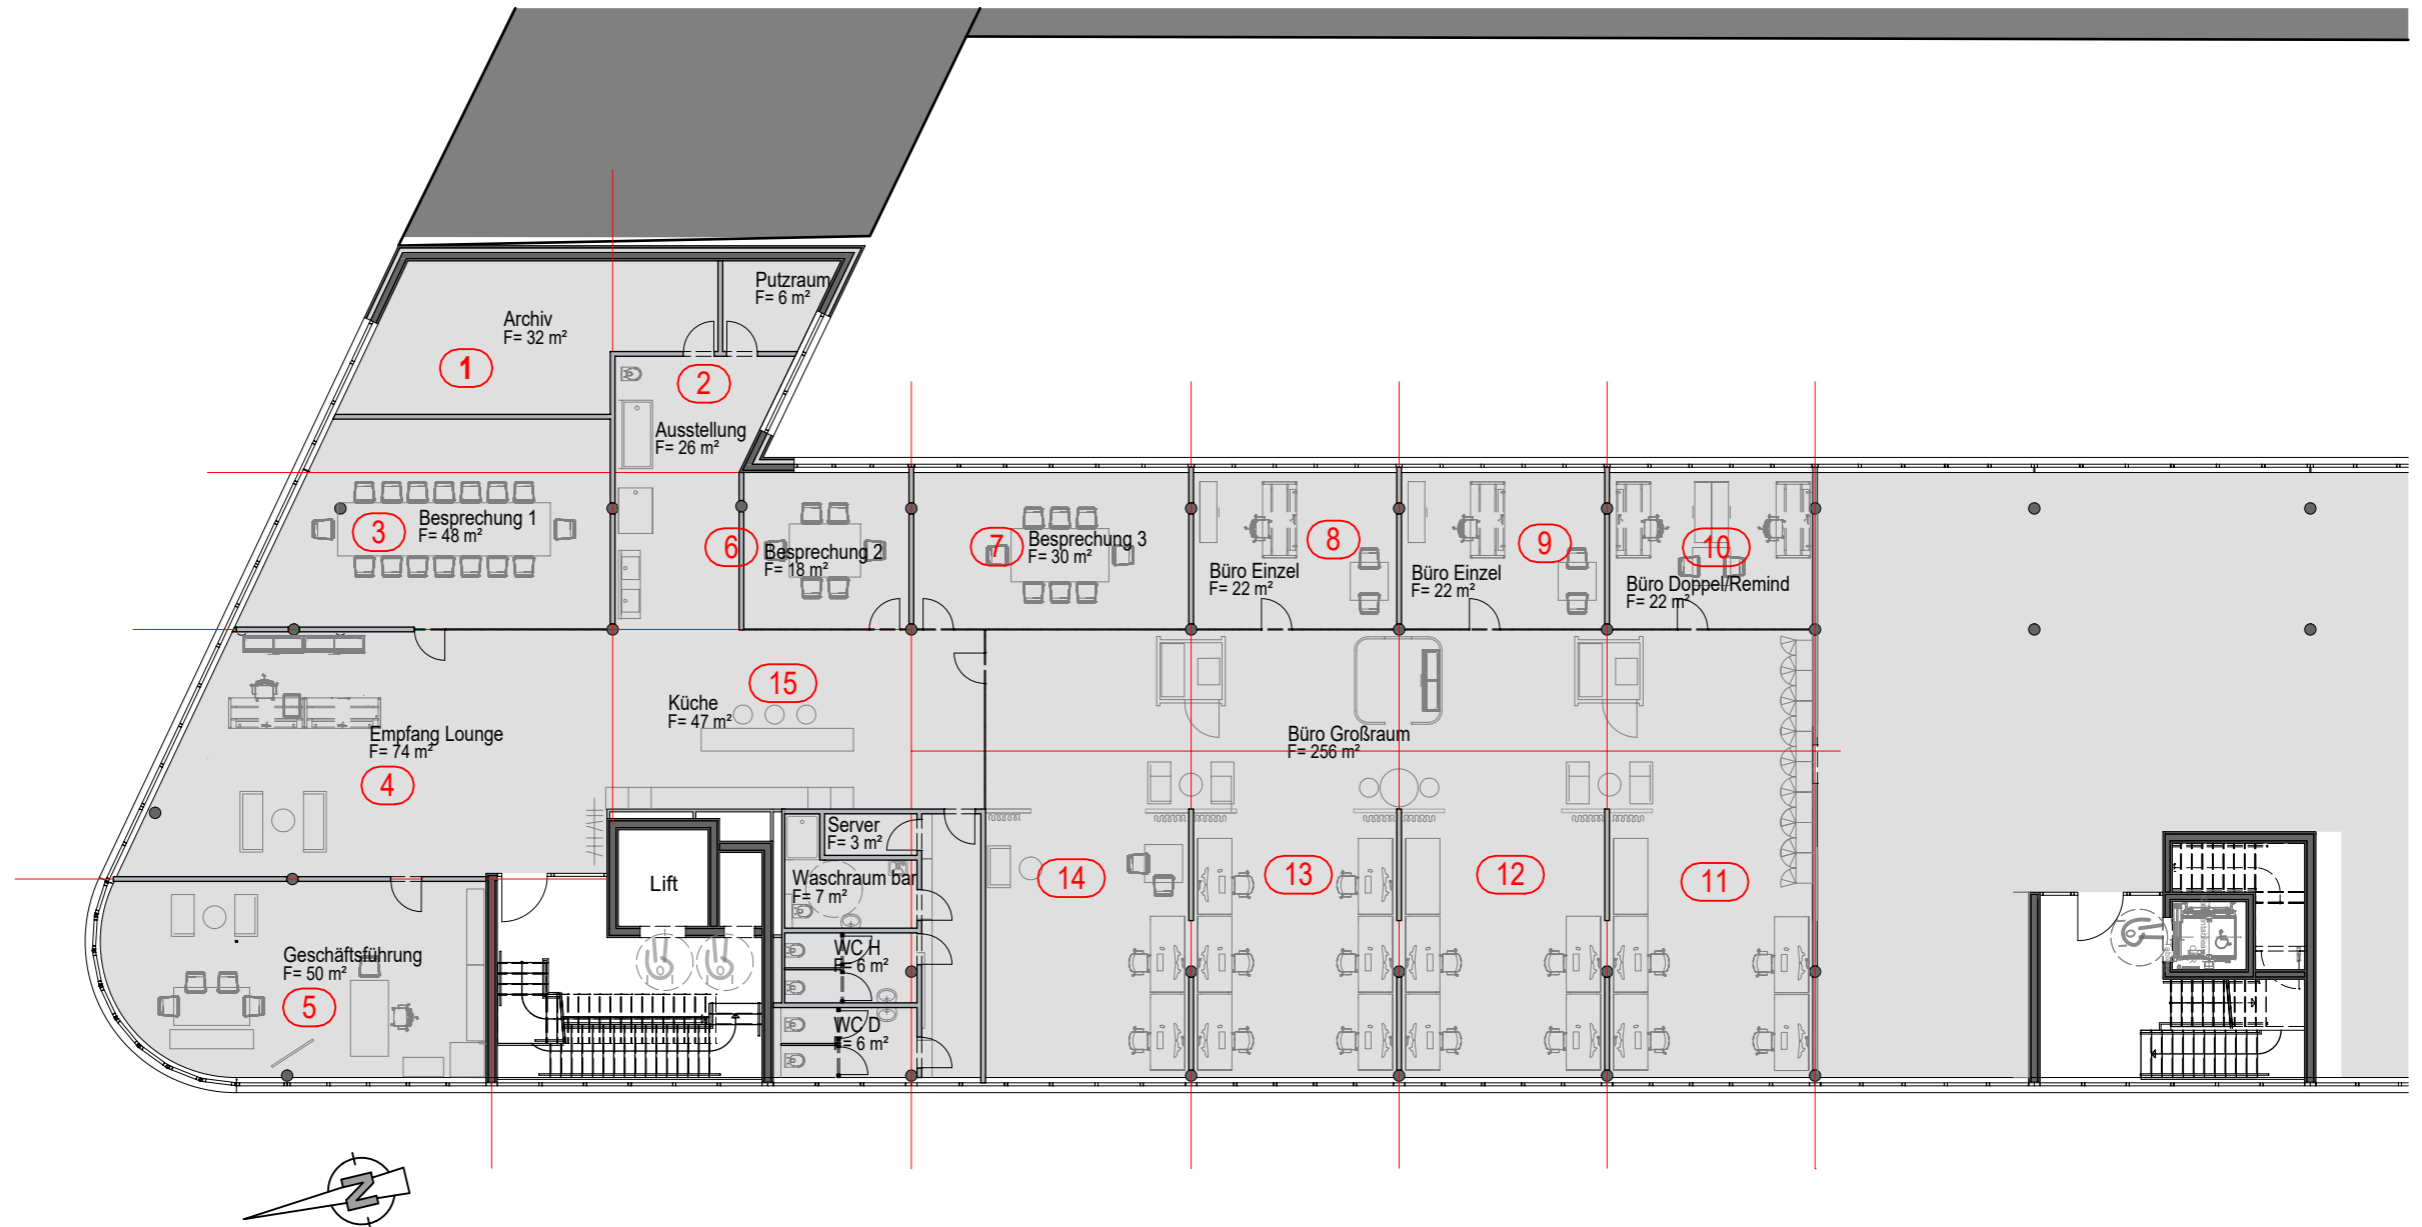 Putzraum
F= 6 m²
Archiv
F= 32 m²
1
2
Ausstellung
F= 26 m²
3
Besprechung 1
F= 48 m²
6
Besprechung 2
F= 18 m²
7
Besprechung 3
F= 30 m²
8
Büro Einzel
F= 22 m²
9
Büro Einzel
F= 22 m²
10
Büro Doppel/Remind
F= 22 m²
15
Küche
F= 47 m²
Empfang Lounge
F= 74 m²
4
Büro Großraum
F= 256 m²
Server
F= 3 m²
Lift
Waschraum bar
F= 7 m²
14
13
12
11
WC H
F= 6 m²
Geschäftsführung
F= 50 m²
5
WC D
F= 6 m²
N